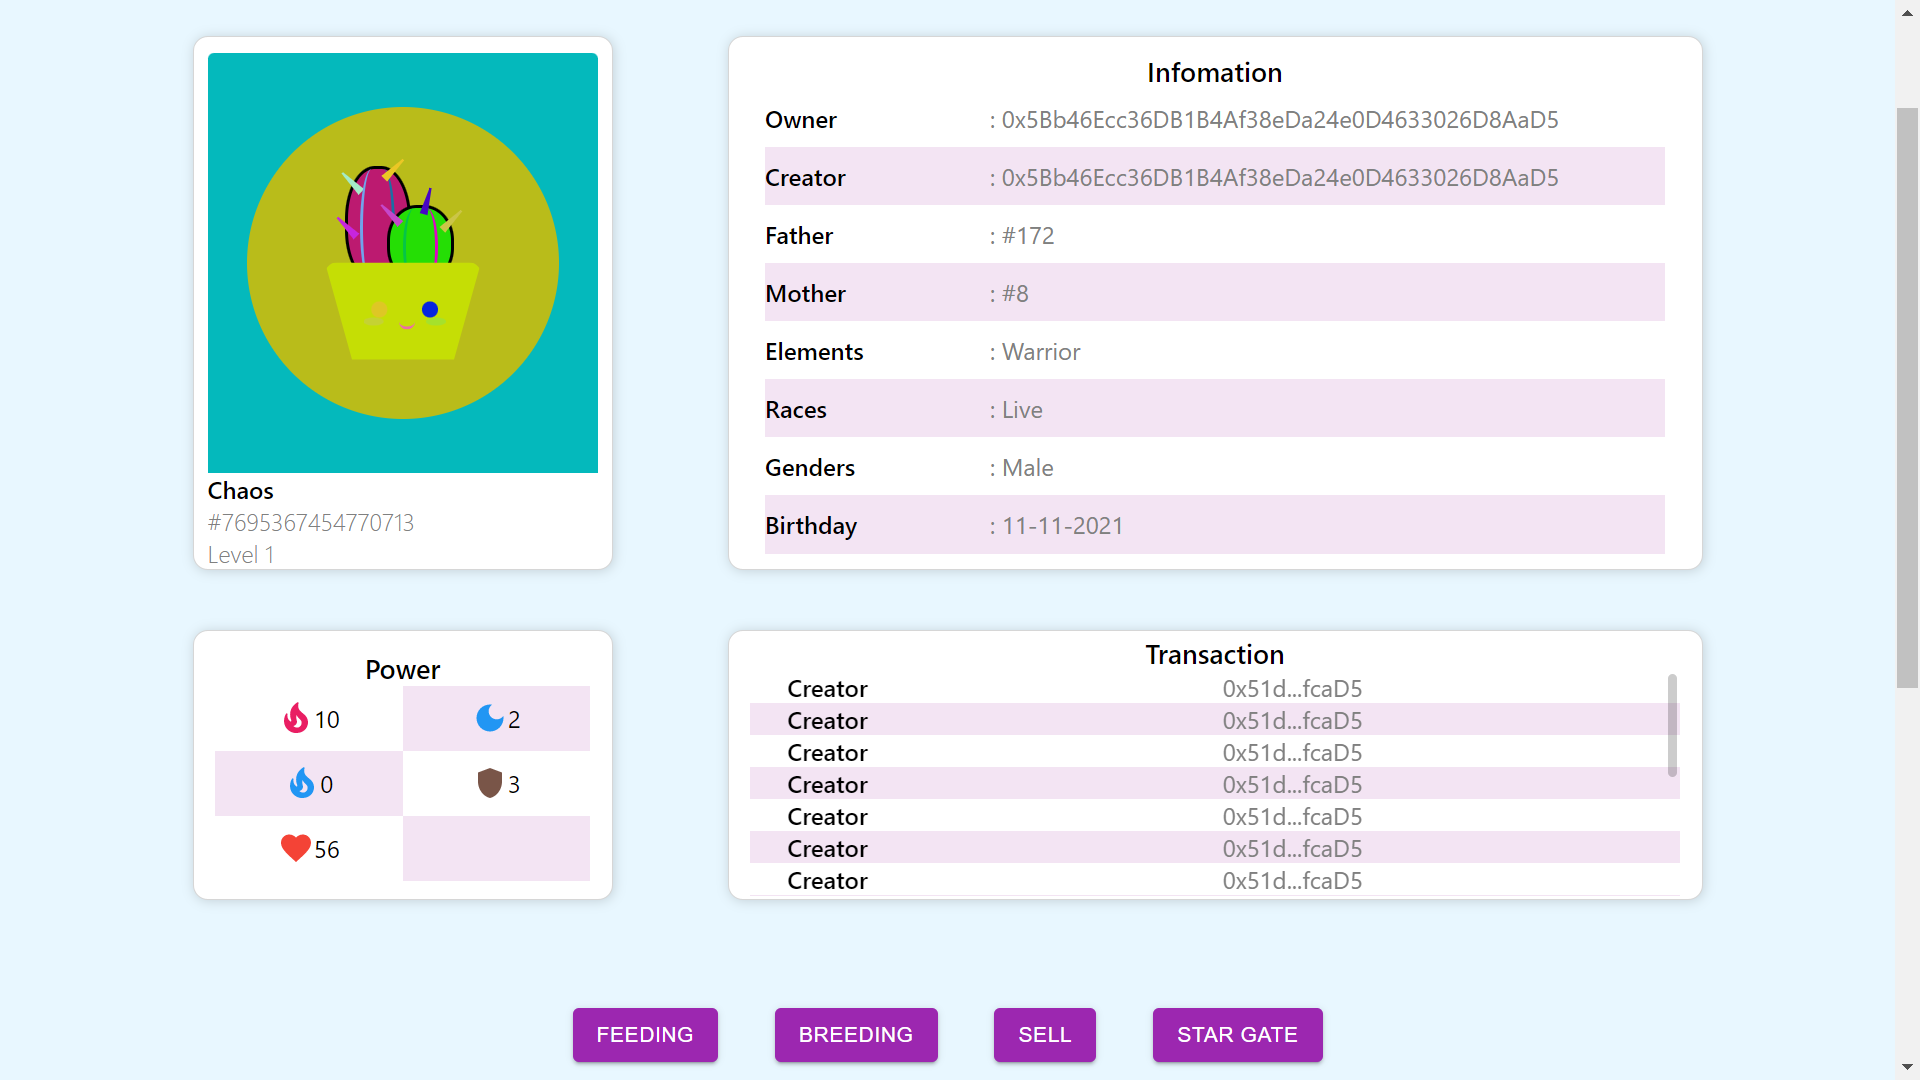 Chaos
#7695367454770713
Level 1
Infomation
Owner : 0x5Bb46Ecc36DB1B4Af38eDa24e0D4633026D8AaD5
Creator : 0x5Bb46Ecc36DB1B4Af38eDa24e0D4633026D8AaD5
Father : #172
Mother : #8
Elements : Warrior
Races : Live
Genders : Male
Birthday : 11-11-2021
Power
10 2
0 3
56
Transaction
Creator 0x51d...fcaD5
Creator 0x51d...fcaD5
Creator 0x51d...fcaD5
Creator 0x51d...fcaD5
Creator 0x51d...fcaD5
Creator 0x51d...fcaD5
Creator 0x51d...fcaD5
FEEDING BREEDING SELL STAR GATE